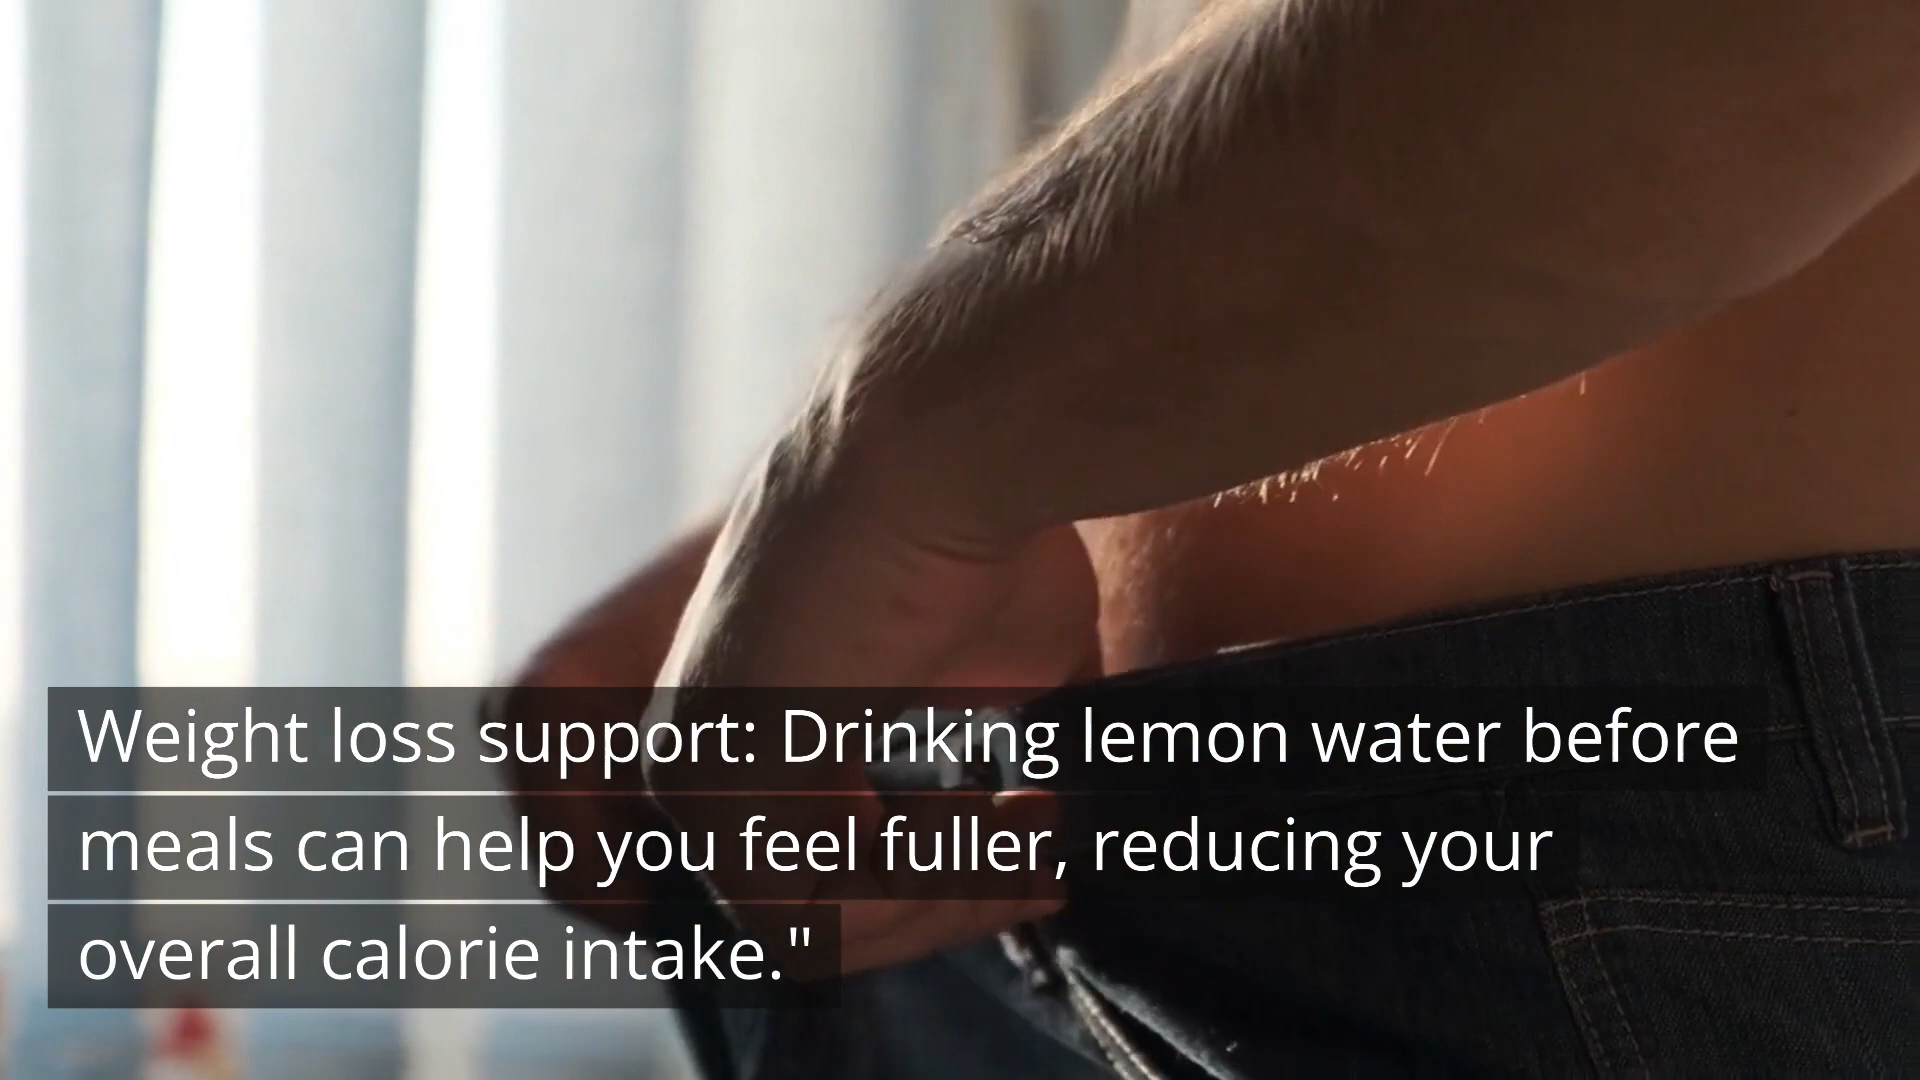 Weight loss support: Drinking lemon water before
meals can help you feel fuller, reducing your
overall calorie intake."